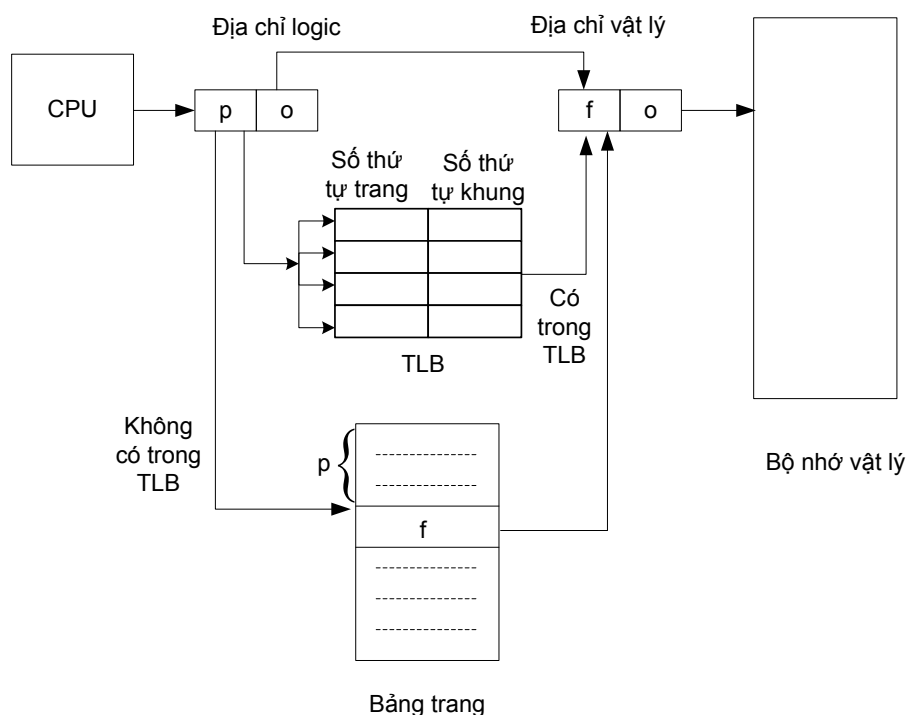 Địa chỉ logic
Địa chỉ vật lý
CPU
p
o
f
o
Số thứ
tự trang
Số thứ
tự khung
Có
trong
TLB
TLB
Không
có trong
TLB
p
f
Bộ nhớ vật lý
Bảng trang